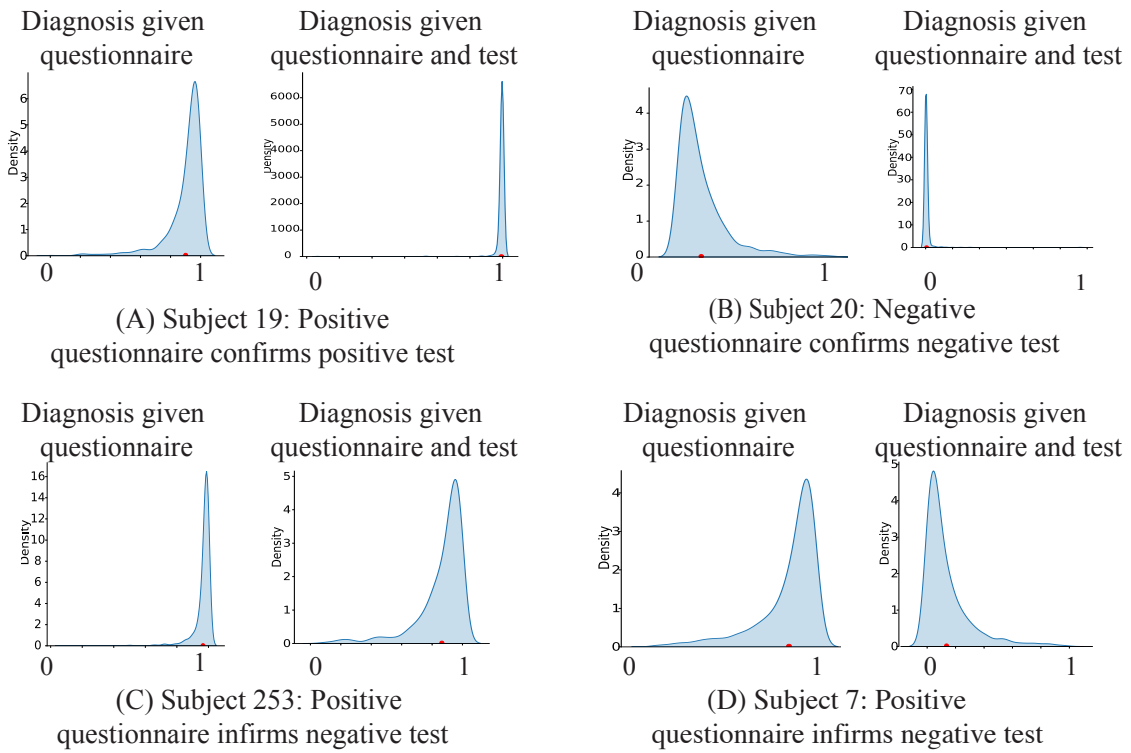 Diagnosis given
questionnaire
Diagnosis given
questionnaire and test
Diagnosis given
questionnaire
Diagnosis given
questionnaire and test
Density
6
5
4
3
2
1
0
0
1
Density
6000
5000
4000
3000
2000
1000
0
0
1
Density
4
3
2
1
0
0
1
Density
70
60
50
40
30
20
10
0
0
1
(A) Subject 19: Positive
questionnaire confirms positive test
(B) Subject 20: Negative
questionnaire confirms negative test
Diagnosis given
questionnaire
Diagnosis given
questionnaire and test
Diagnosis given
questionnaire
Diagnosis given
questionnaire and test
Density
16
14
12
10
8
6
4
2
0
0
1
Density
5
4
3
2
1
0
0
1
Density
4
3
2
1
0
0
1
Density
5
4
3
2
1
0
0
1
(C) Subject 253: Positive
questionnaire infirms negative test
(D) Subject 7: Positive
questionnaire infirms negative test